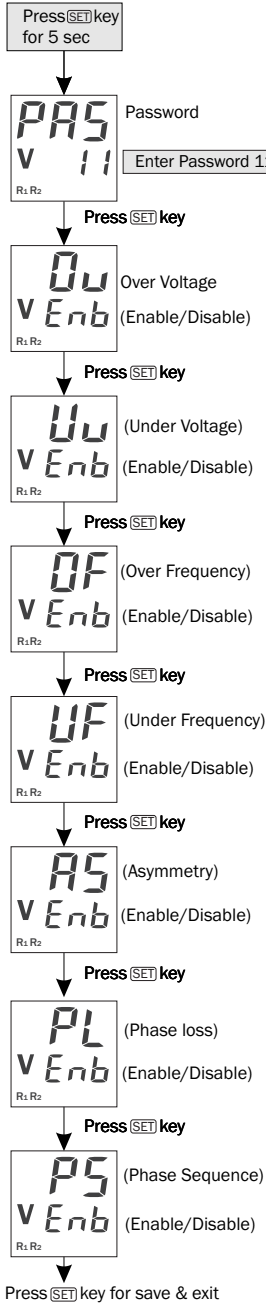 Press SET key
for 5 sec
PAS
Password
V 11
Enter Password 1
R1 R2
Press SET key
Ou
Over Voltage
V Enb
(Enable/Disable)
R1 R2
Press SET key
Uu
(Under Voltage)
V Enb
(Enable/Disable)
R1 R2
Press SET key
OF
(Over Frequency)
V Enb
(Enable/Disable)
R1 R2
Press SET key
UF
(Under Frequency)
V Enb
(Enable/Disable)
R1 R2
Press SET key
AS
(Asymmetry)
V Enb
(Enable/Disable)
R1 R2
Press SET key
PL
(Phase loss)
V Enb
(Enable/Disable)
R1 R2
Press SET key
PS
(Phase Sequence)
V Enb
(Enable/Disable)
R1 R2
Press SET key for save & exit